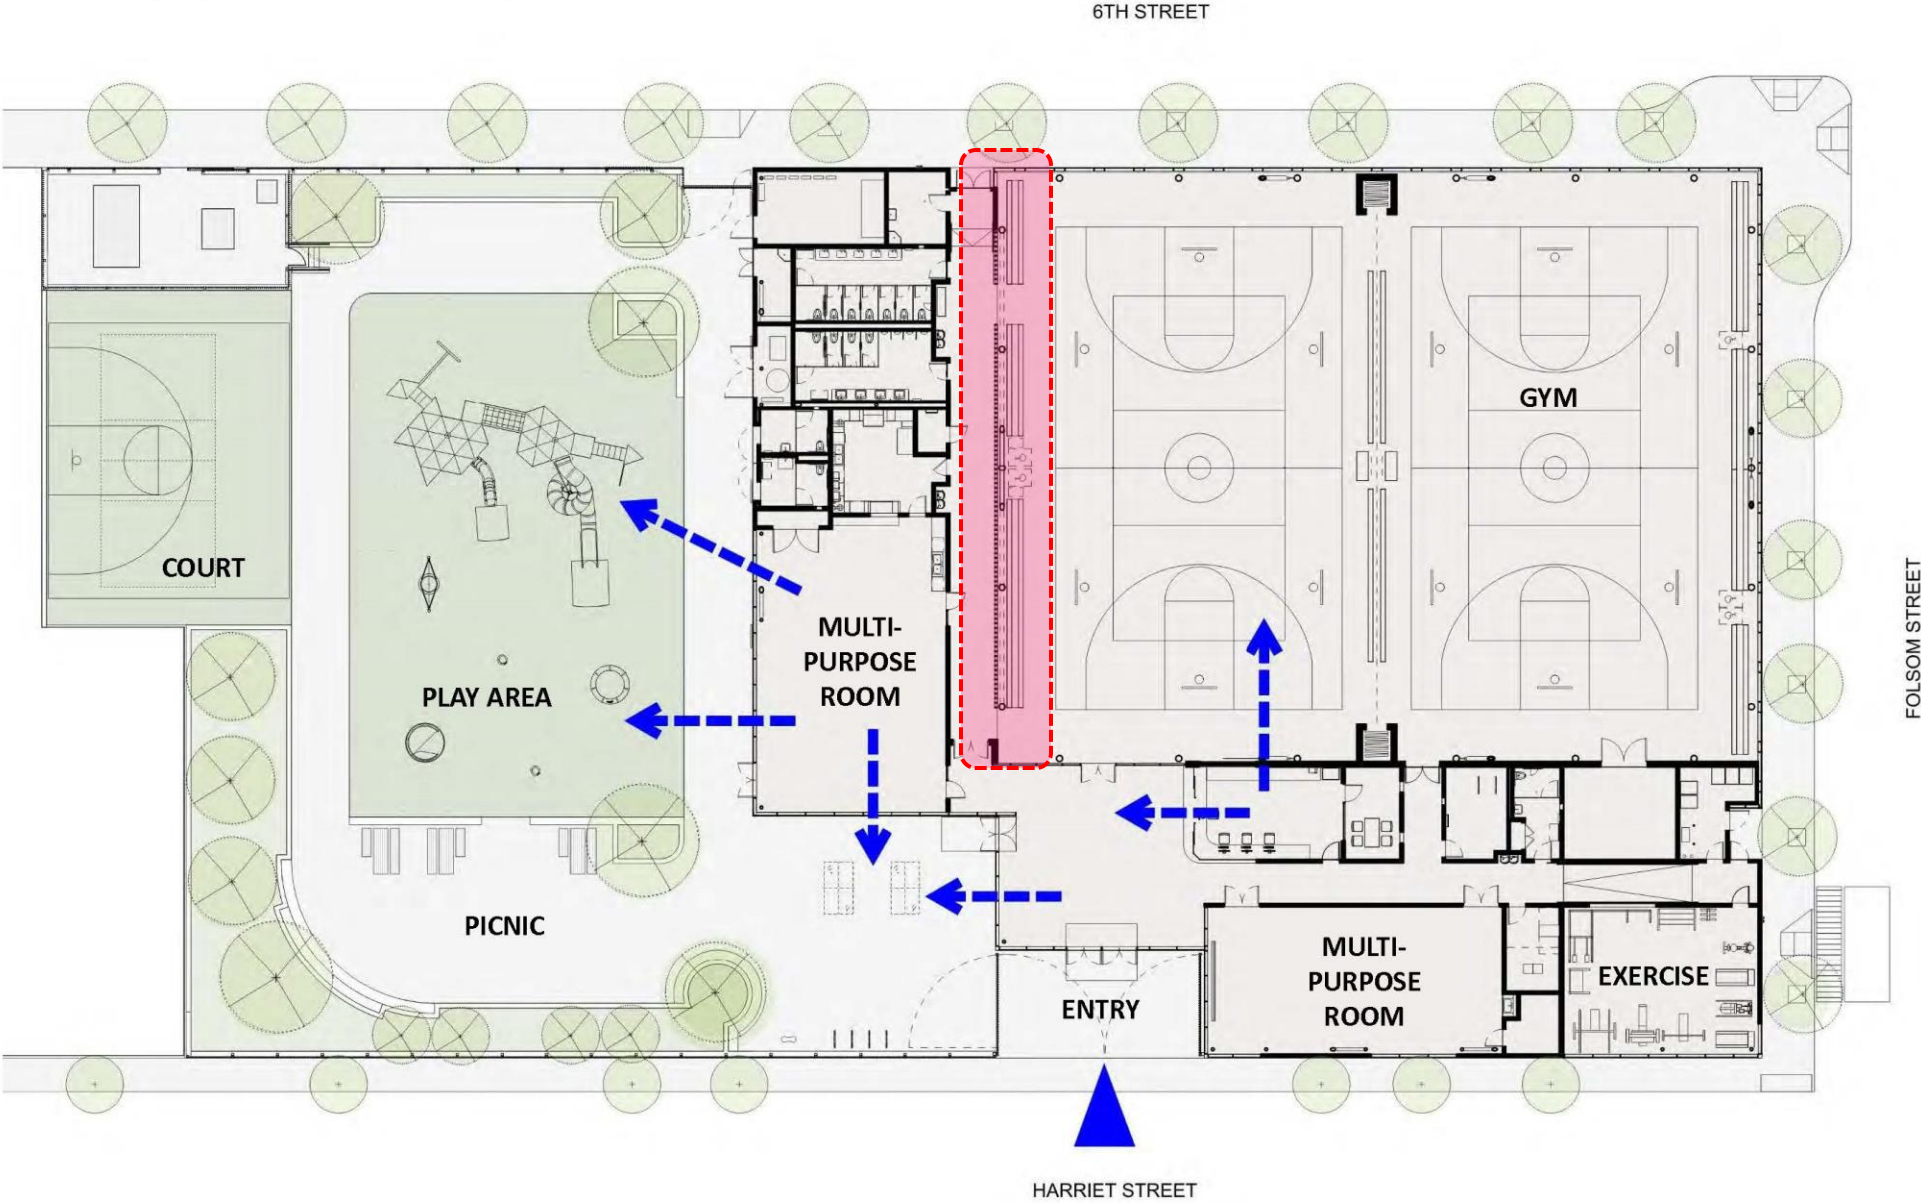 6TH STREET
GYM
COURT
FOLSOM STREET
MULTI-
PURPOSE
ROOM
PLAY AREA
PICNIC
MULTI-
PURPOSE
ROOM
EXERCISE
ENTRY
HARRIET STREET